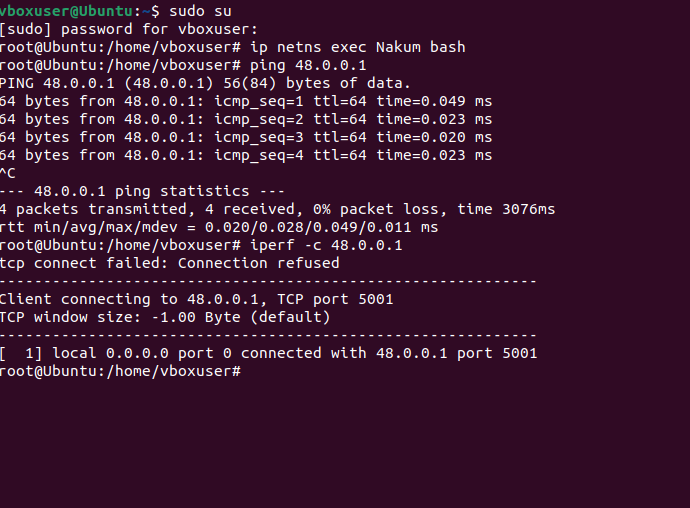 vboxuser@Ubuntu:~$ sudo su
[sudo] password for vboxuser:
root@Ubuntu:/home/vboxuser# ip netns exec Nakum bash
root@Ubuntu:/home/vboxuser# ping 48.0.0.1
PING 48.0.0.1 (48.0.0.1) 56(84) bytes of data.
64 bytes from 48.0.0.1: icmp_seq=1 ttl=64 time=0.049 ms
64 bytes from 48.0.0.1: icmp_seq=2 ttl=64 time=0.023 ms
64 bytes from 48.0.0.1: icmp_seq=3 ttl=64 time=0.020 ms
64 bytes from 48.0.0.1: icmp_seq=4 ttl=64 time=0.023 ms
^C
--- 48.0.0.1 ping statistics ---
4 packets transmitted, 4 received, 0% packet loss, time 3076ms
rtt min/avg/max/mdev = 0.020/0.028/0.049/0.011 ms
root@Ubuntu:/home/vboxuser# iperf -c 48.0.0.1
tcp connect failed: Connection refused
------------------------------------------------------------
Client connecting to 48.0.0.1, TCP port 5001
TCP window size: -1.00 Byte (default)
------------------------------------------------------------
[  1] local 0.0.0.0 port 0 connected with 48.0.0.1 port 5001
root@Ubuntu:/home/vboxuser#